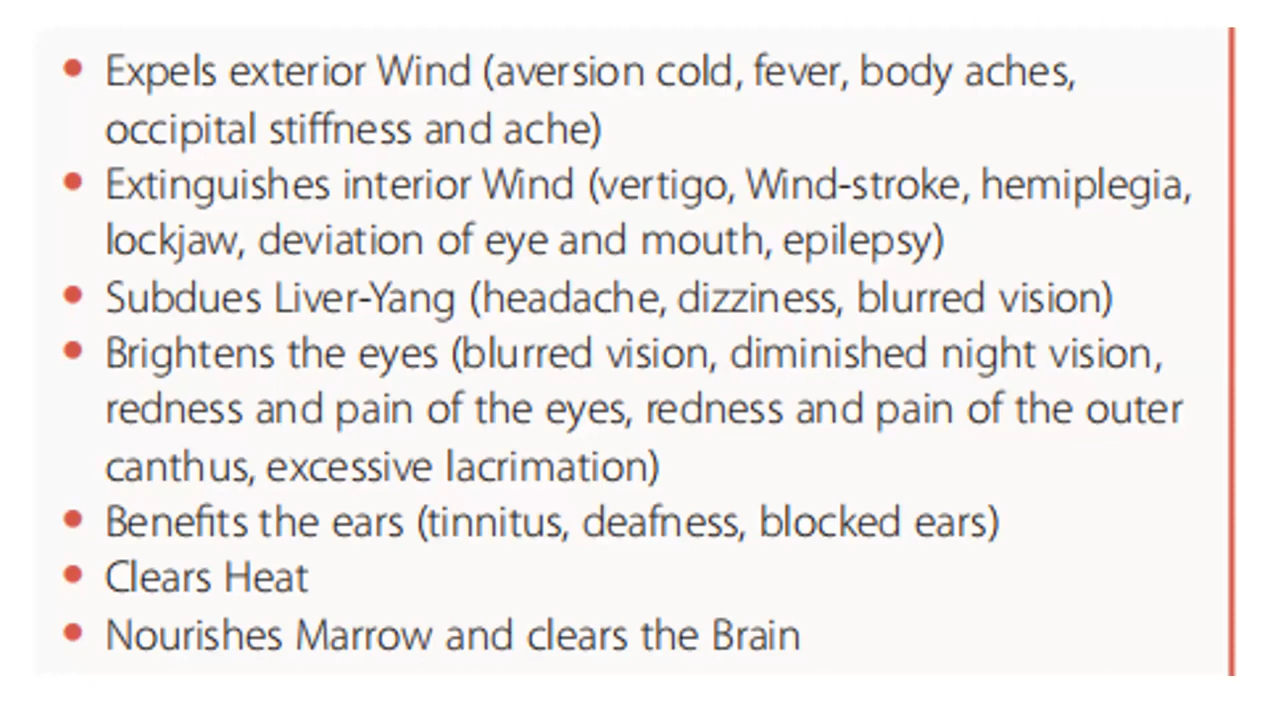 • Expels exterior Wind (aversion cold, fever, body aches,
occipital stiffness and ache)
• Extinguishes interior Wind (vertigo, Wind-stroke, hemiplegia,
lockjaw, deviation of eye and mouth, epilepsy)
• Subdues Liver-Yang (headache, dizziness, blurred vision)
• Brightens the eyes (blurred vision, diminished night vision,
redness and pain of the eyes, redness and pain of the outer
canthus, excessive lacrimation)
• Benefits the ears (tinnitus, deafness, blocked ears)
• Clears Heat
• Nourishes Marrow and clears the Brain